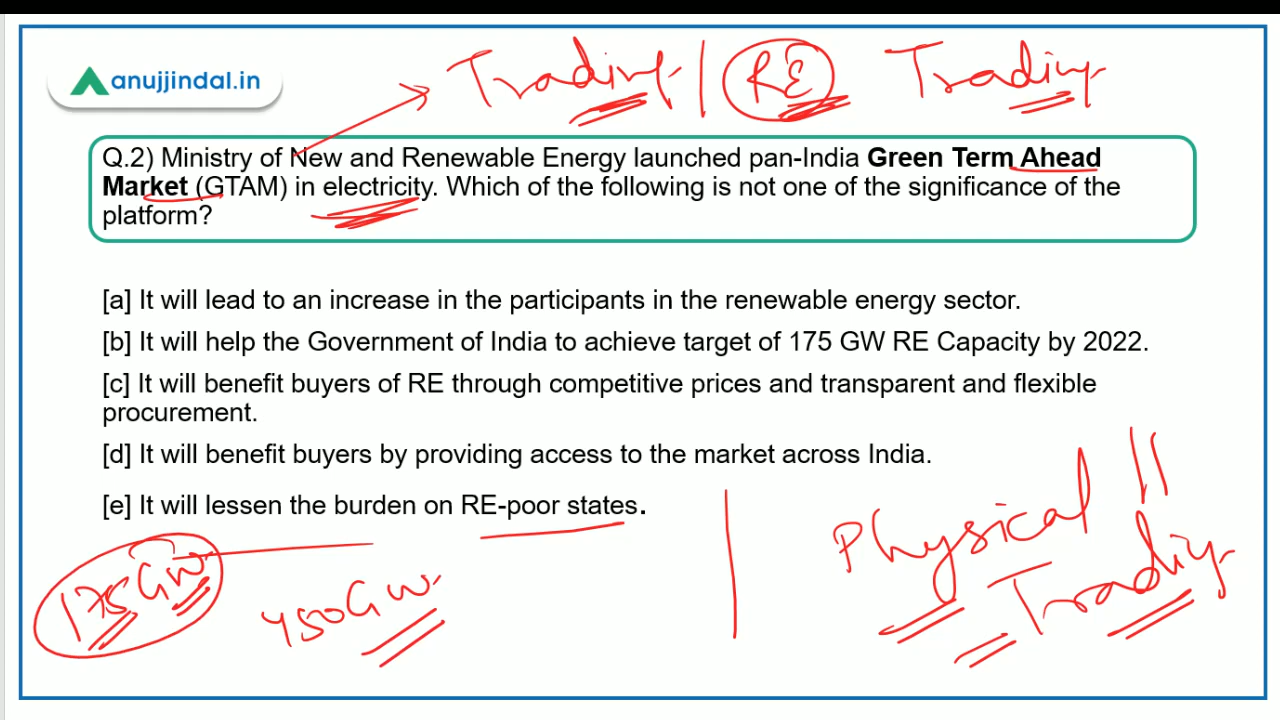 Trading | RE Trading
anujjindal.in
Q.2) Ministry of New and Renewable Energy launched pan-India Green Term Ahead
Market (GTAM) in electricity. Which of the following is not one of the significance of the
platform?
[a] It will lead to an increase in the participants in the renewable energy sector.
[b] It will help the Government of India to achieve target of 175 GW RE Capacity by 2022.
[c] It will benefit buyers of RE through competitive prices and transparent and flexible
procurement.
[d] It will benefit buyers by providing access to the market across India.
[e] It will lessen the burden on RE-poor states.
175 GW
450 GW
Physical
Trading